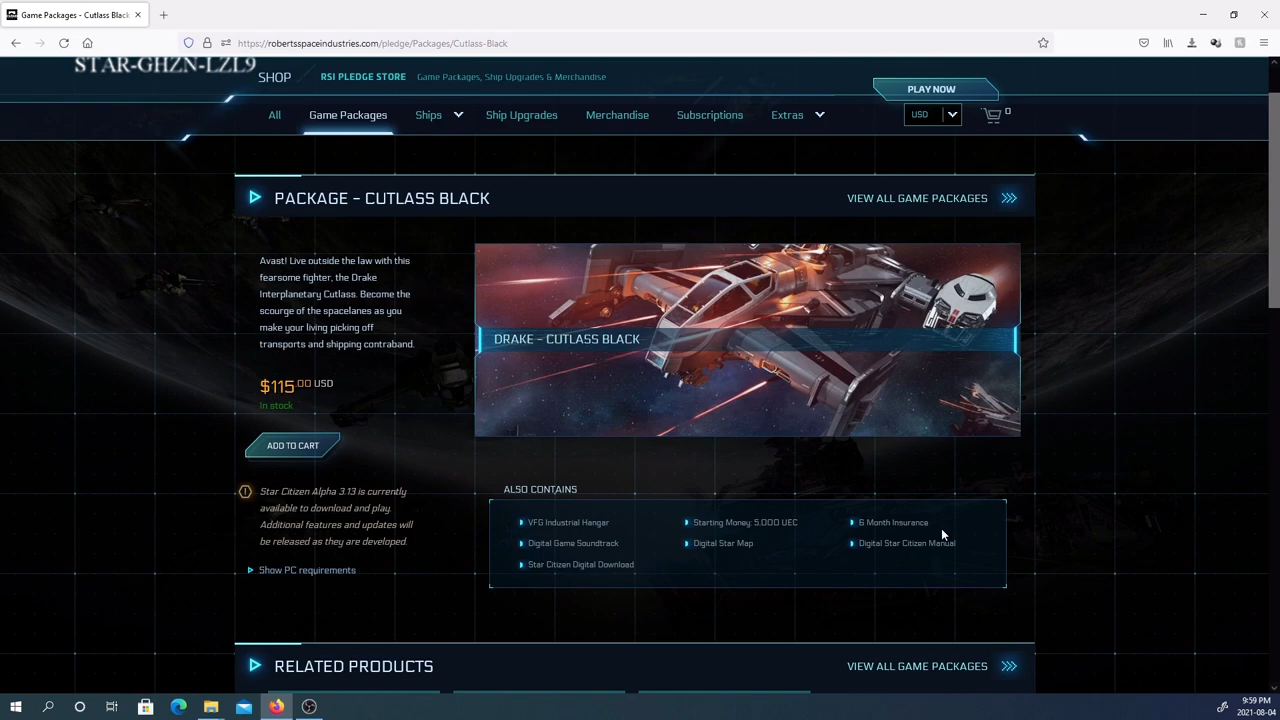 Game Packages - Cutlass Black
https://robertsspaceindustries.com/pledge/Packages/Cutlass-Black
STAR-GHZN-LZL9
SHOP
RSI PLEDGE STORE
Game Packages, Ship Upgrades & Merchandise
PLAY NOW
All
Game Packages
Ships
Ship Upgrades
Merchandise
Subscriptions
Extras
USD
0
PACKAGE - CUTLASS BLACK
VIEW ALL GAME PACKAGES
Avast! Live outside the law with this
fearsome fighter, the Drake
Interplanetary Cutlass. Become the
scourge of the spacelanes as you
make your living picking off
transports and shipping contraband.
$115.00 USD
In stock
ADD TO CART
Star Citizen Alpha 3.13 is currently
available to download and play.
Additional features and updates will
be released as they are developed.
Show PC requirements
DRAKE - CUTLASS BLACK
ALSO CONTAINS
VFG Industrial Hangar
Starting Money: 5,000 UEC
6 Month Insurance
Digital Game Soundtrack
Digital Star Map
Digital Star Citizen Manual
Star Citizen Digital Download
RELATED PRODUCTS
VIEW ALL GAME PACKAGES
9:59 PM
2021-08-04